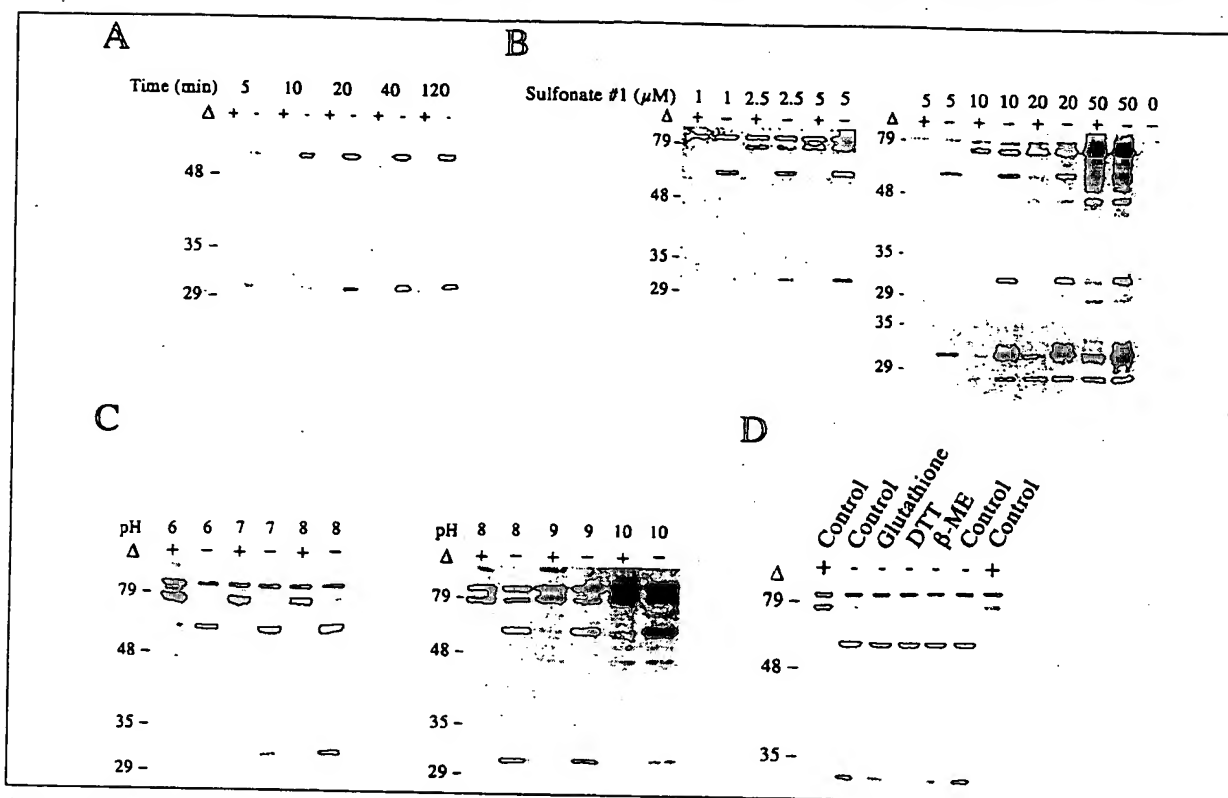 A
Time (min) 5 10 20 40 120
Δ + - + - + - + - + -
48 –
35 –
29 –
B
Sulfonate #1 (μM) 1 1 2.5 2.5 5 5
Δ + – + – + –
79 –
48 –
35 –
29 –
5 5 10 10 20 20 50 50 0
+ – + – + – + – –
79 –
48 –
35 –
29 –
35 –
29 –
C
pH 6 6 7 7 8 8
Δ + – + – + –
79 –
48 –
35 –
29 –
pH 8 8 9 9 10 10
Δ + – + – + –
79 –
48 –
35 –
29 –
D
Control
Control
Glutathione
DTT
β-ME
Control
Control
Δ + - - - - - +
79 –
48 –
35 –